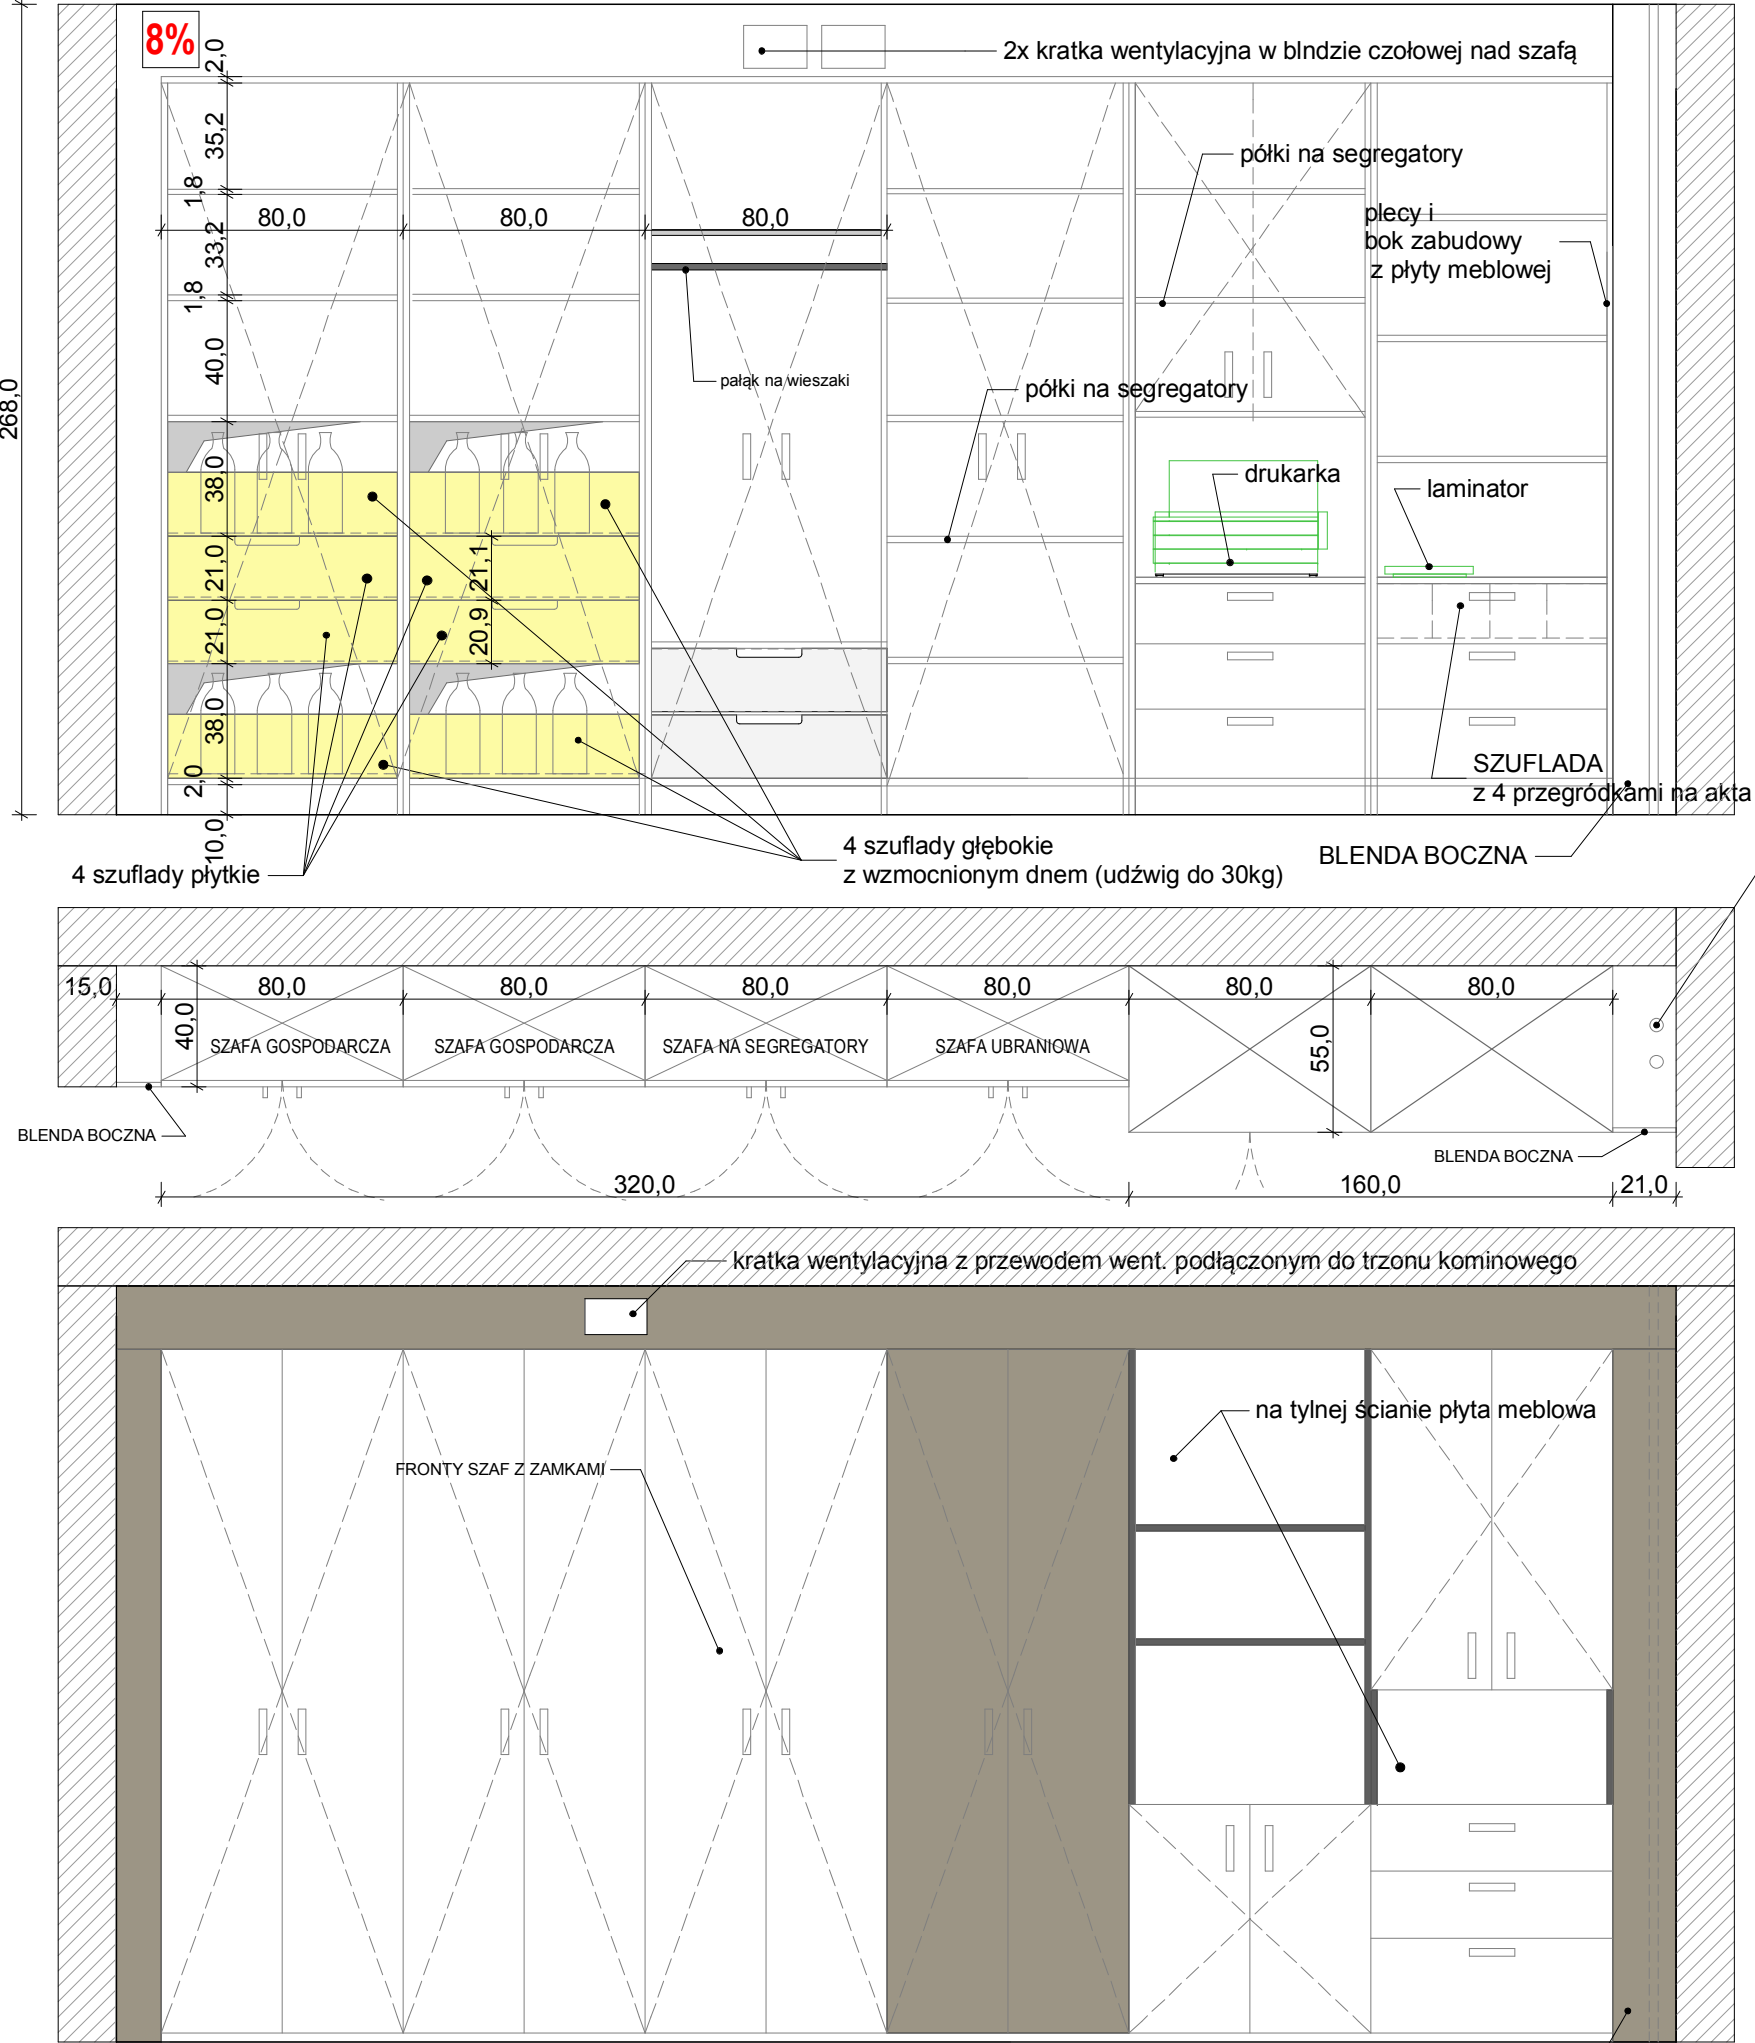 8%
2,0
2x kratka wentylacyjna w blndzie czołowej nad szafą
35,2
1,8
33,2
1,8
40,0
38,0
21,0
21,0
38,0
2,0
10,0
268,0
80,0
80,0
80,0
półki na segregatory
plecy i
bok zabudowy
z płyty meblowej
pałąk na wieszaki
półki na segregatory
drukarka
laminator
21,1
20,9
SZUFLADA
z 4 przegródkami na akta
4 szuflady płytkie
4 szuflady głębokie
z wzmocnionym dnem (udźwig do 30kg)
BLENDA BOCZNA
15,0
80,0
80,0
80,0
80,0
80,0
80,0
40,0
55,0
SZAFA GOSPODARCZA
SZAFA GOSPODARCZA
SZAFA NA SEGREGATORY
SZAFA UBRANIOWA
BLENDA BOCZNA
BLENDA BOCZNA
320,0
160,0
21,0
kratka wentylacyjna z przewodem went. podłączonym do trzonu kominowego
na tylnej ścianie płyta meblowa
FRONTY SZAF Z ZAMKAMI